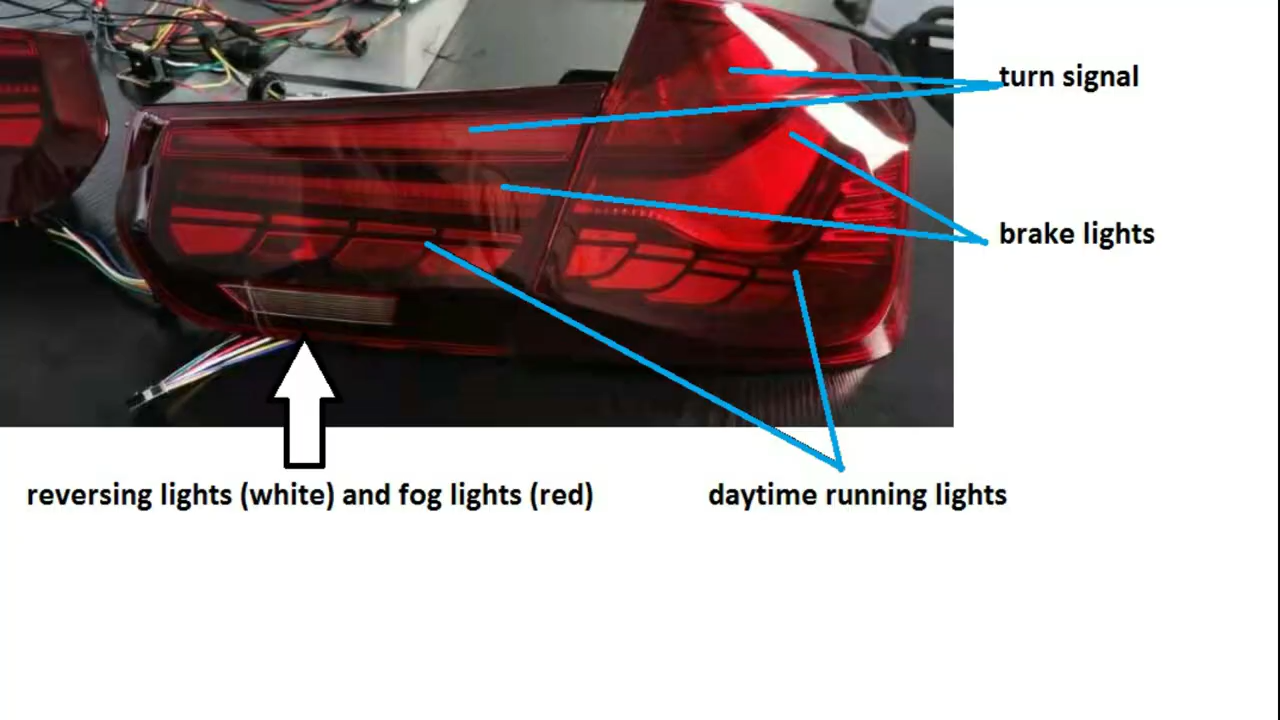 turn signal
brake lights
reversing lights (white) and fog lights (red)
daytime running lights